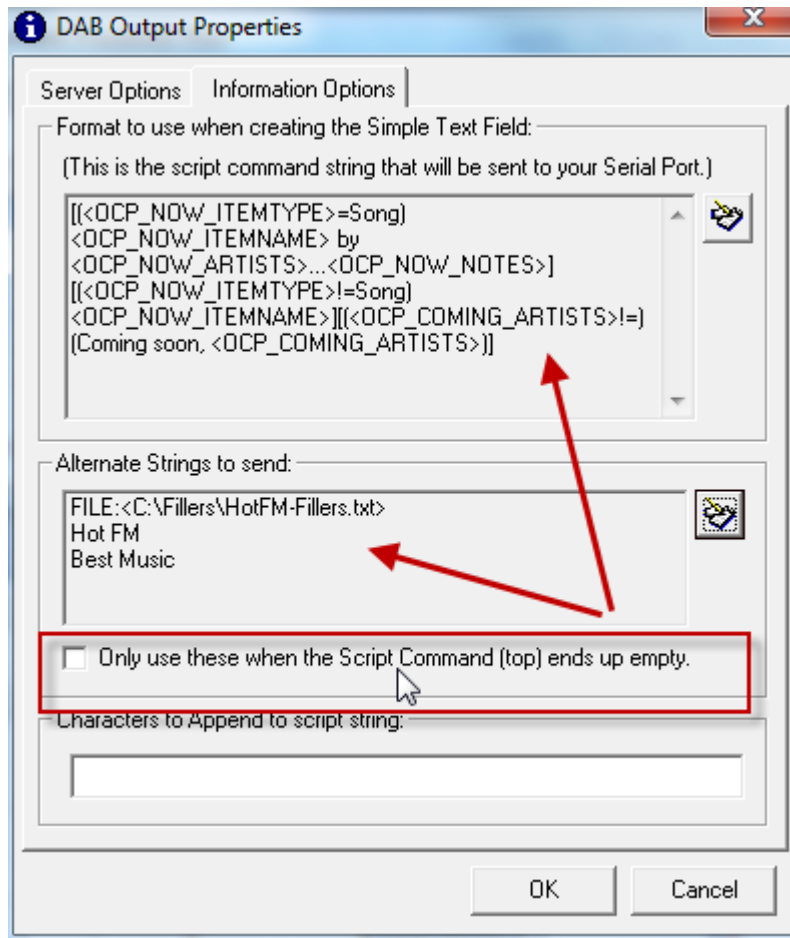 DAB Output Properties
Server Options
Information Options
Format to use when creating the Simple Text Field:
(This is the script command string that will be sent to your Serial Port.)
[(<OCP_NOW_ITEMTYPE>=Song)
<OCP_NOW_ITEMNAME> by
<OCP_NOW_ARTISTS>...<OCP_NOW_NOTES>]
[(<OCP_NOW_ITEMTYPE>!=Song)
<OCP_NOW_ITEMNAME>][(<OCP_COMING_ARTISTS>!=)
(Coming soon, <OCP_COMING_ARTISTS>)]
Alternate Strings to send:
FILE:<C:\Fillers\HotFM-Fillers.txt>
Hot FM
Best Music
Only use these when the Script Command (top) ends up empty.
Characters to Append to script string:
OK
Cancel